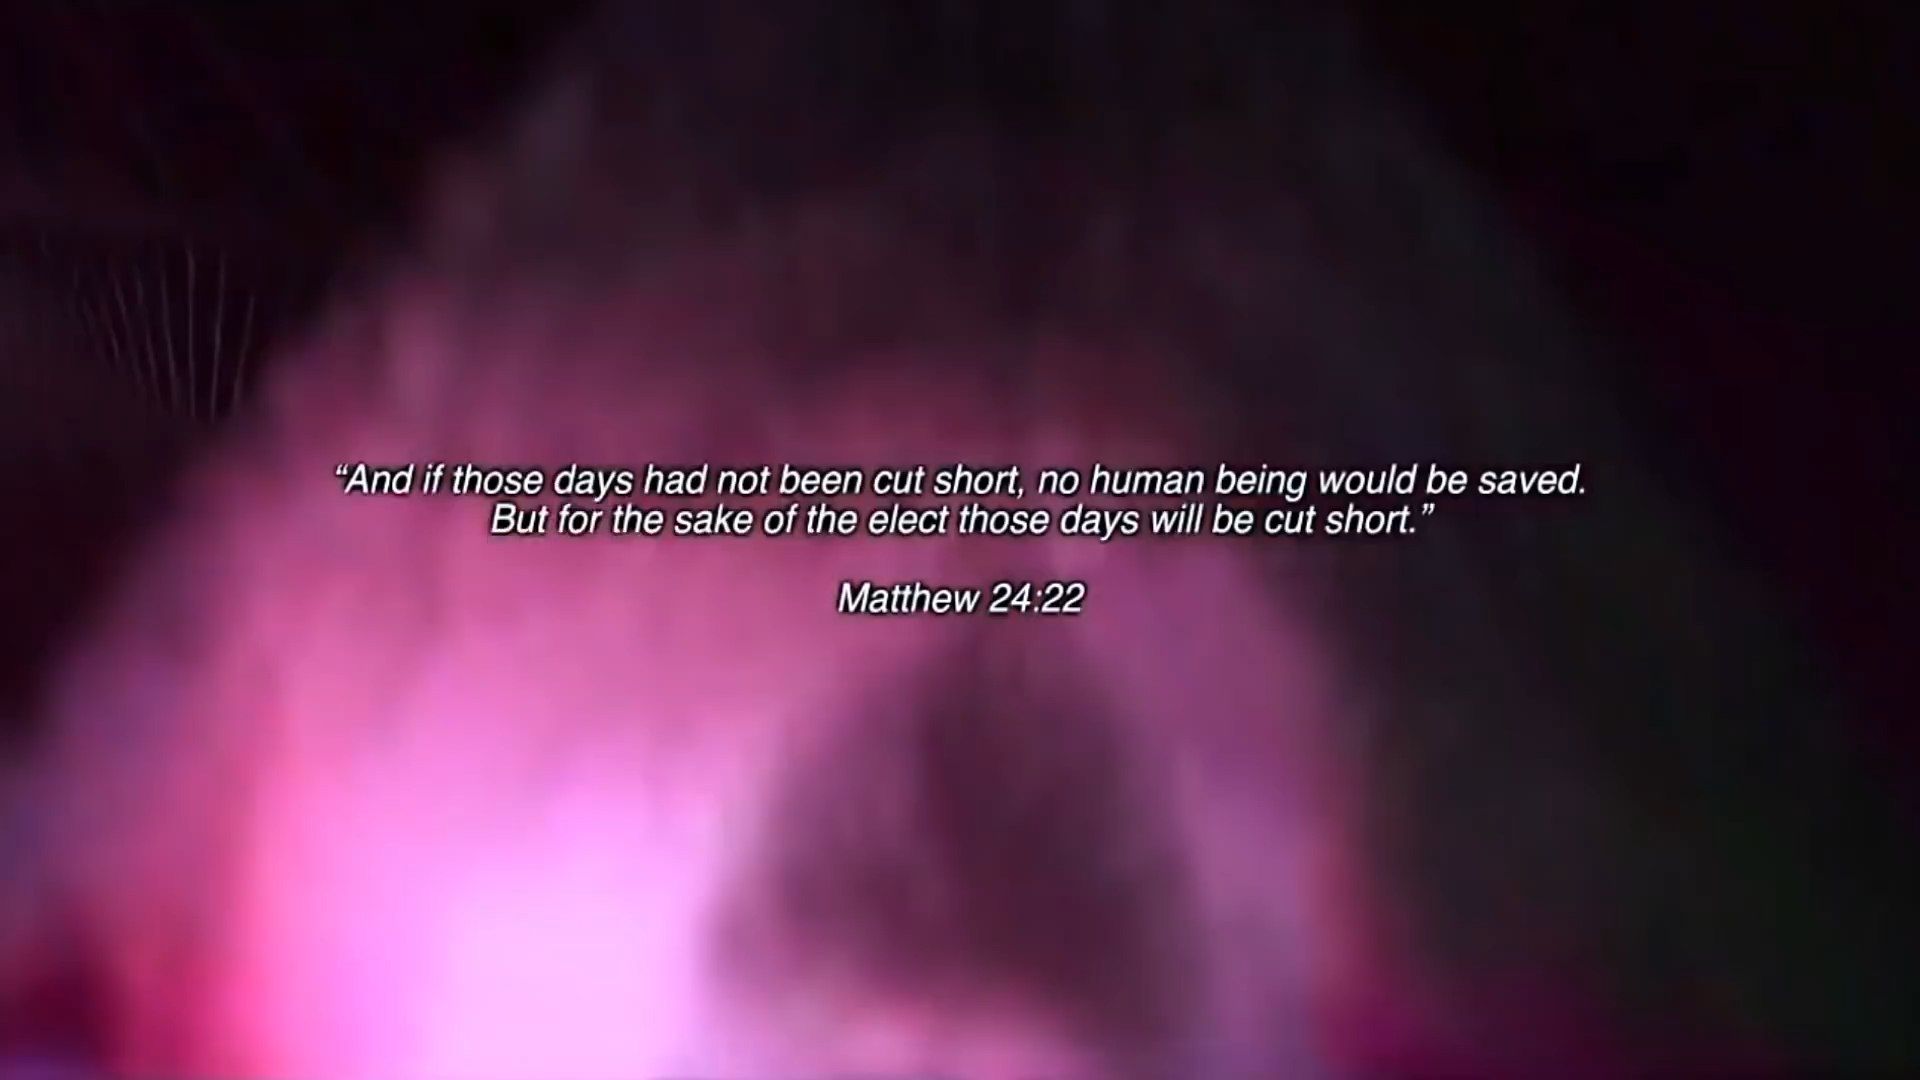 “And if those days had not been cut short, no human being would be saved.
But for the sake of the elect those days will be cut short.”
Matthew 24:22